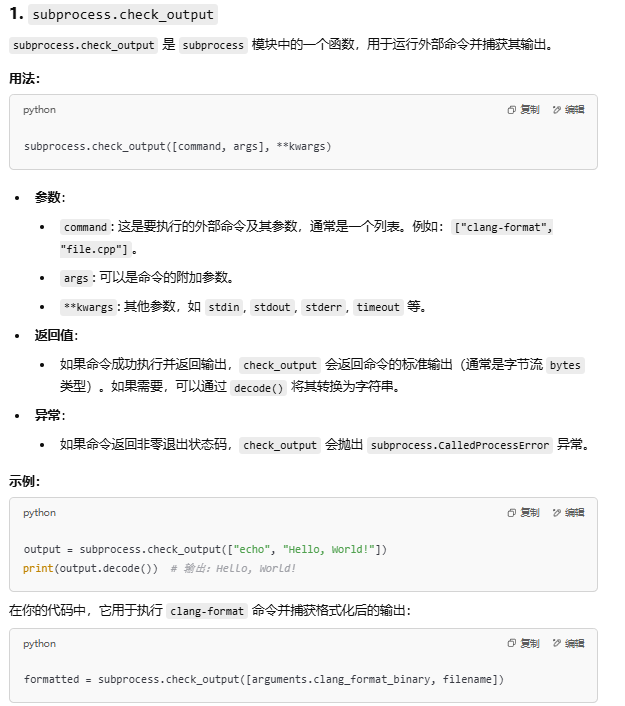 1. subprocess.check_output
subprocess.check_output 是 subprocess 模块中的一个函数，用于运行外部命令并捕获其输出。
用法：
python 复制 编辑
subprocess.check_output([command, args], **kwargs)
• 参数：
• command：这是要执行的外部命令及其参数，通常是一个列表。例如：["clang-format",
"file.cpp"]。
• args：可以是命令的附加参数。
• **kwargs：其他参数，如 stdin，stdout，stderr，timeout 等。
• 返回值：
• 如果命令成功执行并返回输出，check_output 会返回命令的标准输出（通常是字节流 bytes
类型）。如果需要，可以通过 decode() 将其转换为字符串。
• 异常：
• 如果命令返回非零退出状态码，check_output 会抛出 subprocess.CalledProcessError 异常。
示例：
python 复制 编辑
output = subprocess.check_output(["echo", "Hello, World!"])
print(output.decode())  # 输出: Hello, World!
在你的代码中，它用于执行 clang-format 命令并捕获格式化后的输出：
python 复制 编辑
formatted = subprocess.check_output([arguments.clang_format_binary, filename])